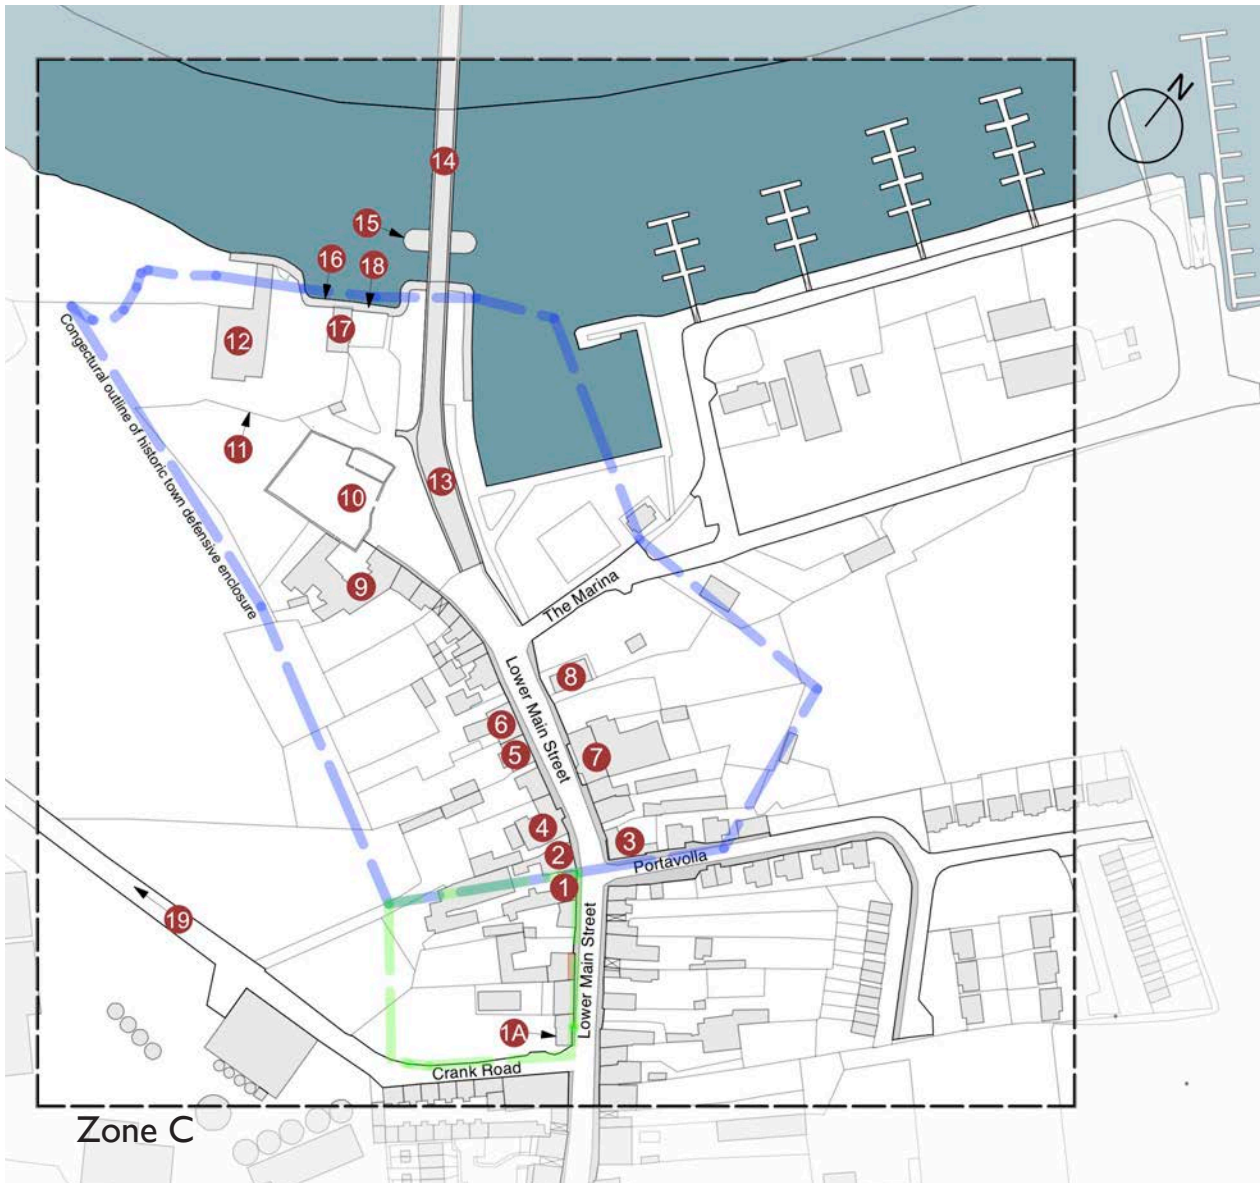 N
14
15
16
18
17
12
11
13
10
9
Congectural outline of historic town defensive enclosure
The Marina
8
Lower Main Street
6
5
7
4
3
2
Portavolla
1
19
Lower Main Street
1A
Crank Road
Zone C